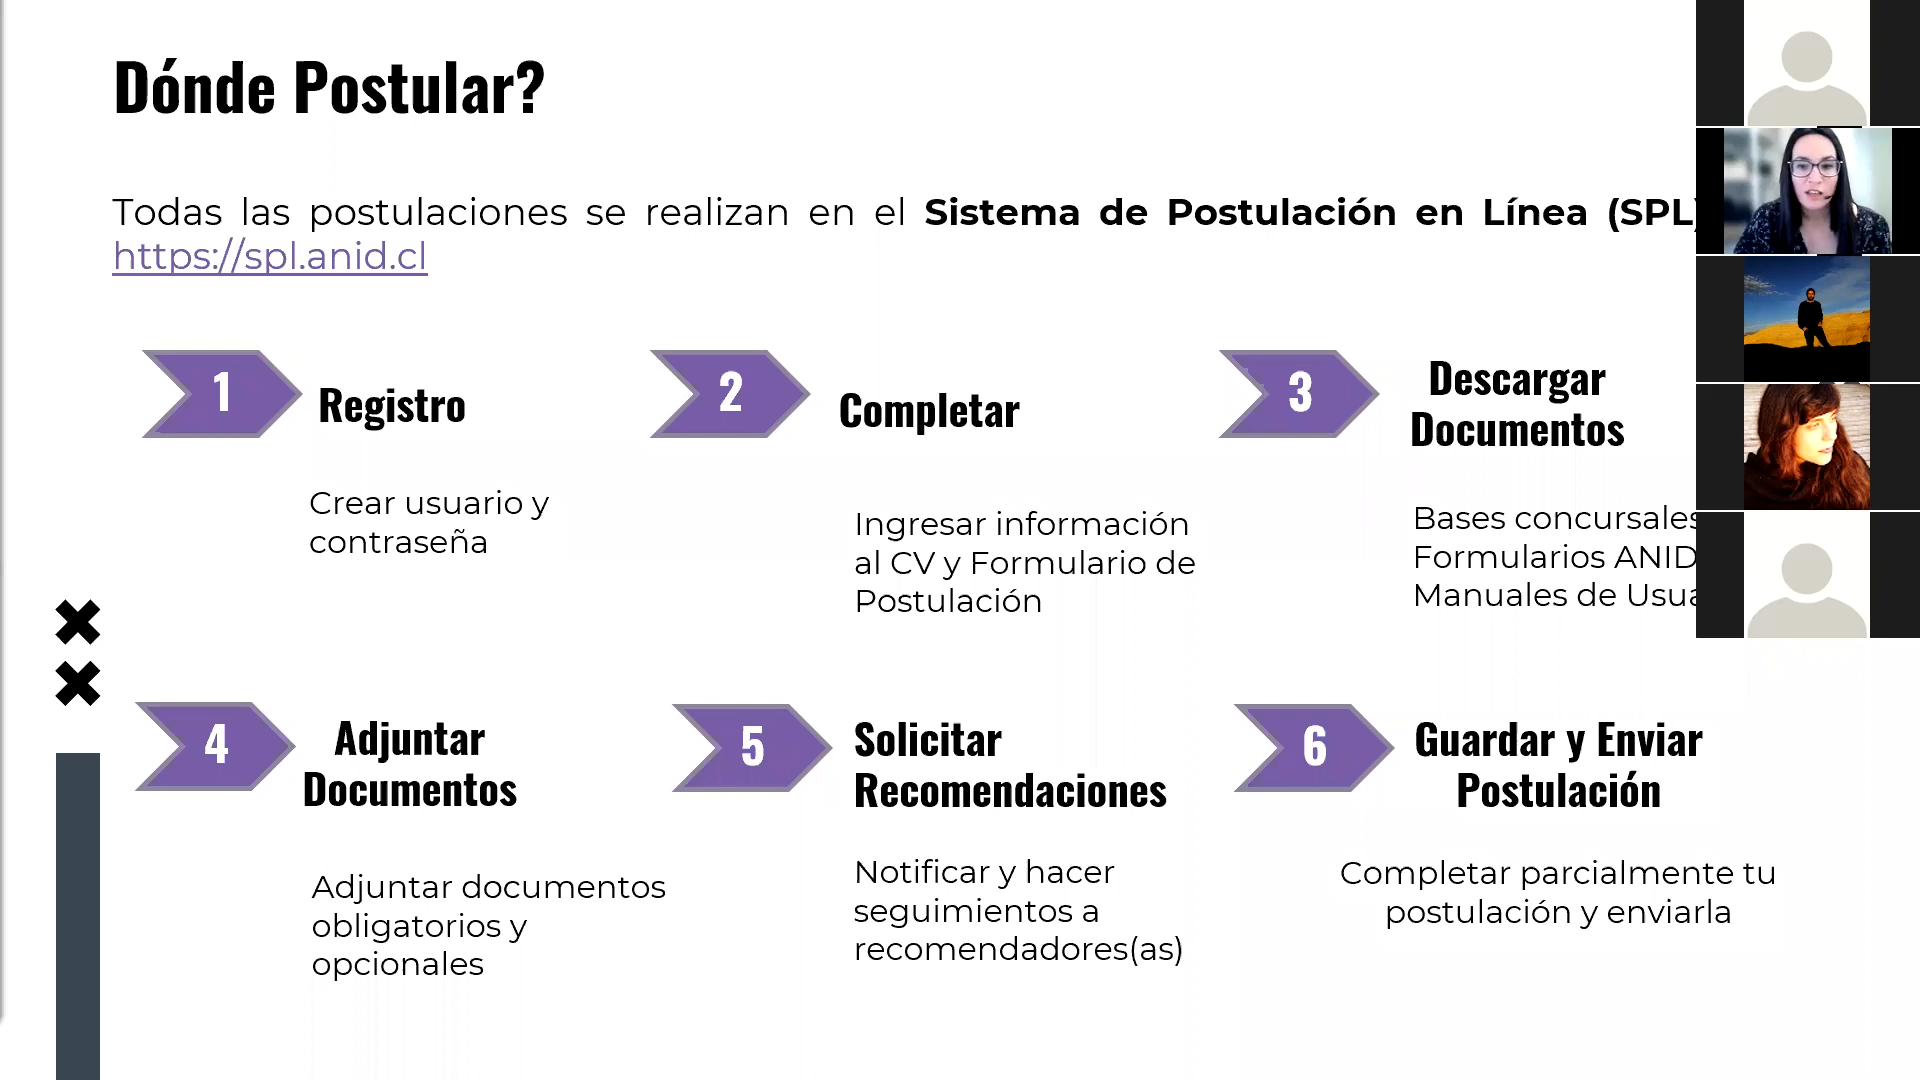 Dónde Postular?
Todas las postulaciones se realizan en el Sistema de Postulación en Línea (SPL)
https://spl.anid.cl
1
Registro
Crear usuario y
contraseña
2
Completar
Ingresar información
al CV y Formulario de
Postulación
3
Descargar
Documentos
Bases concursales
Formularios ANID
Manuales de
4
Adjuntar
Documentos
Adjuntar documentos
obligatorios y
opcionales
5
Solicitar
Recomendaciones
Notificar y hacer
seguimientos a
recomendadores(as)
6
Guardar y Enviar
Postulación
Completar parcialmente tu
postulación y enviarla